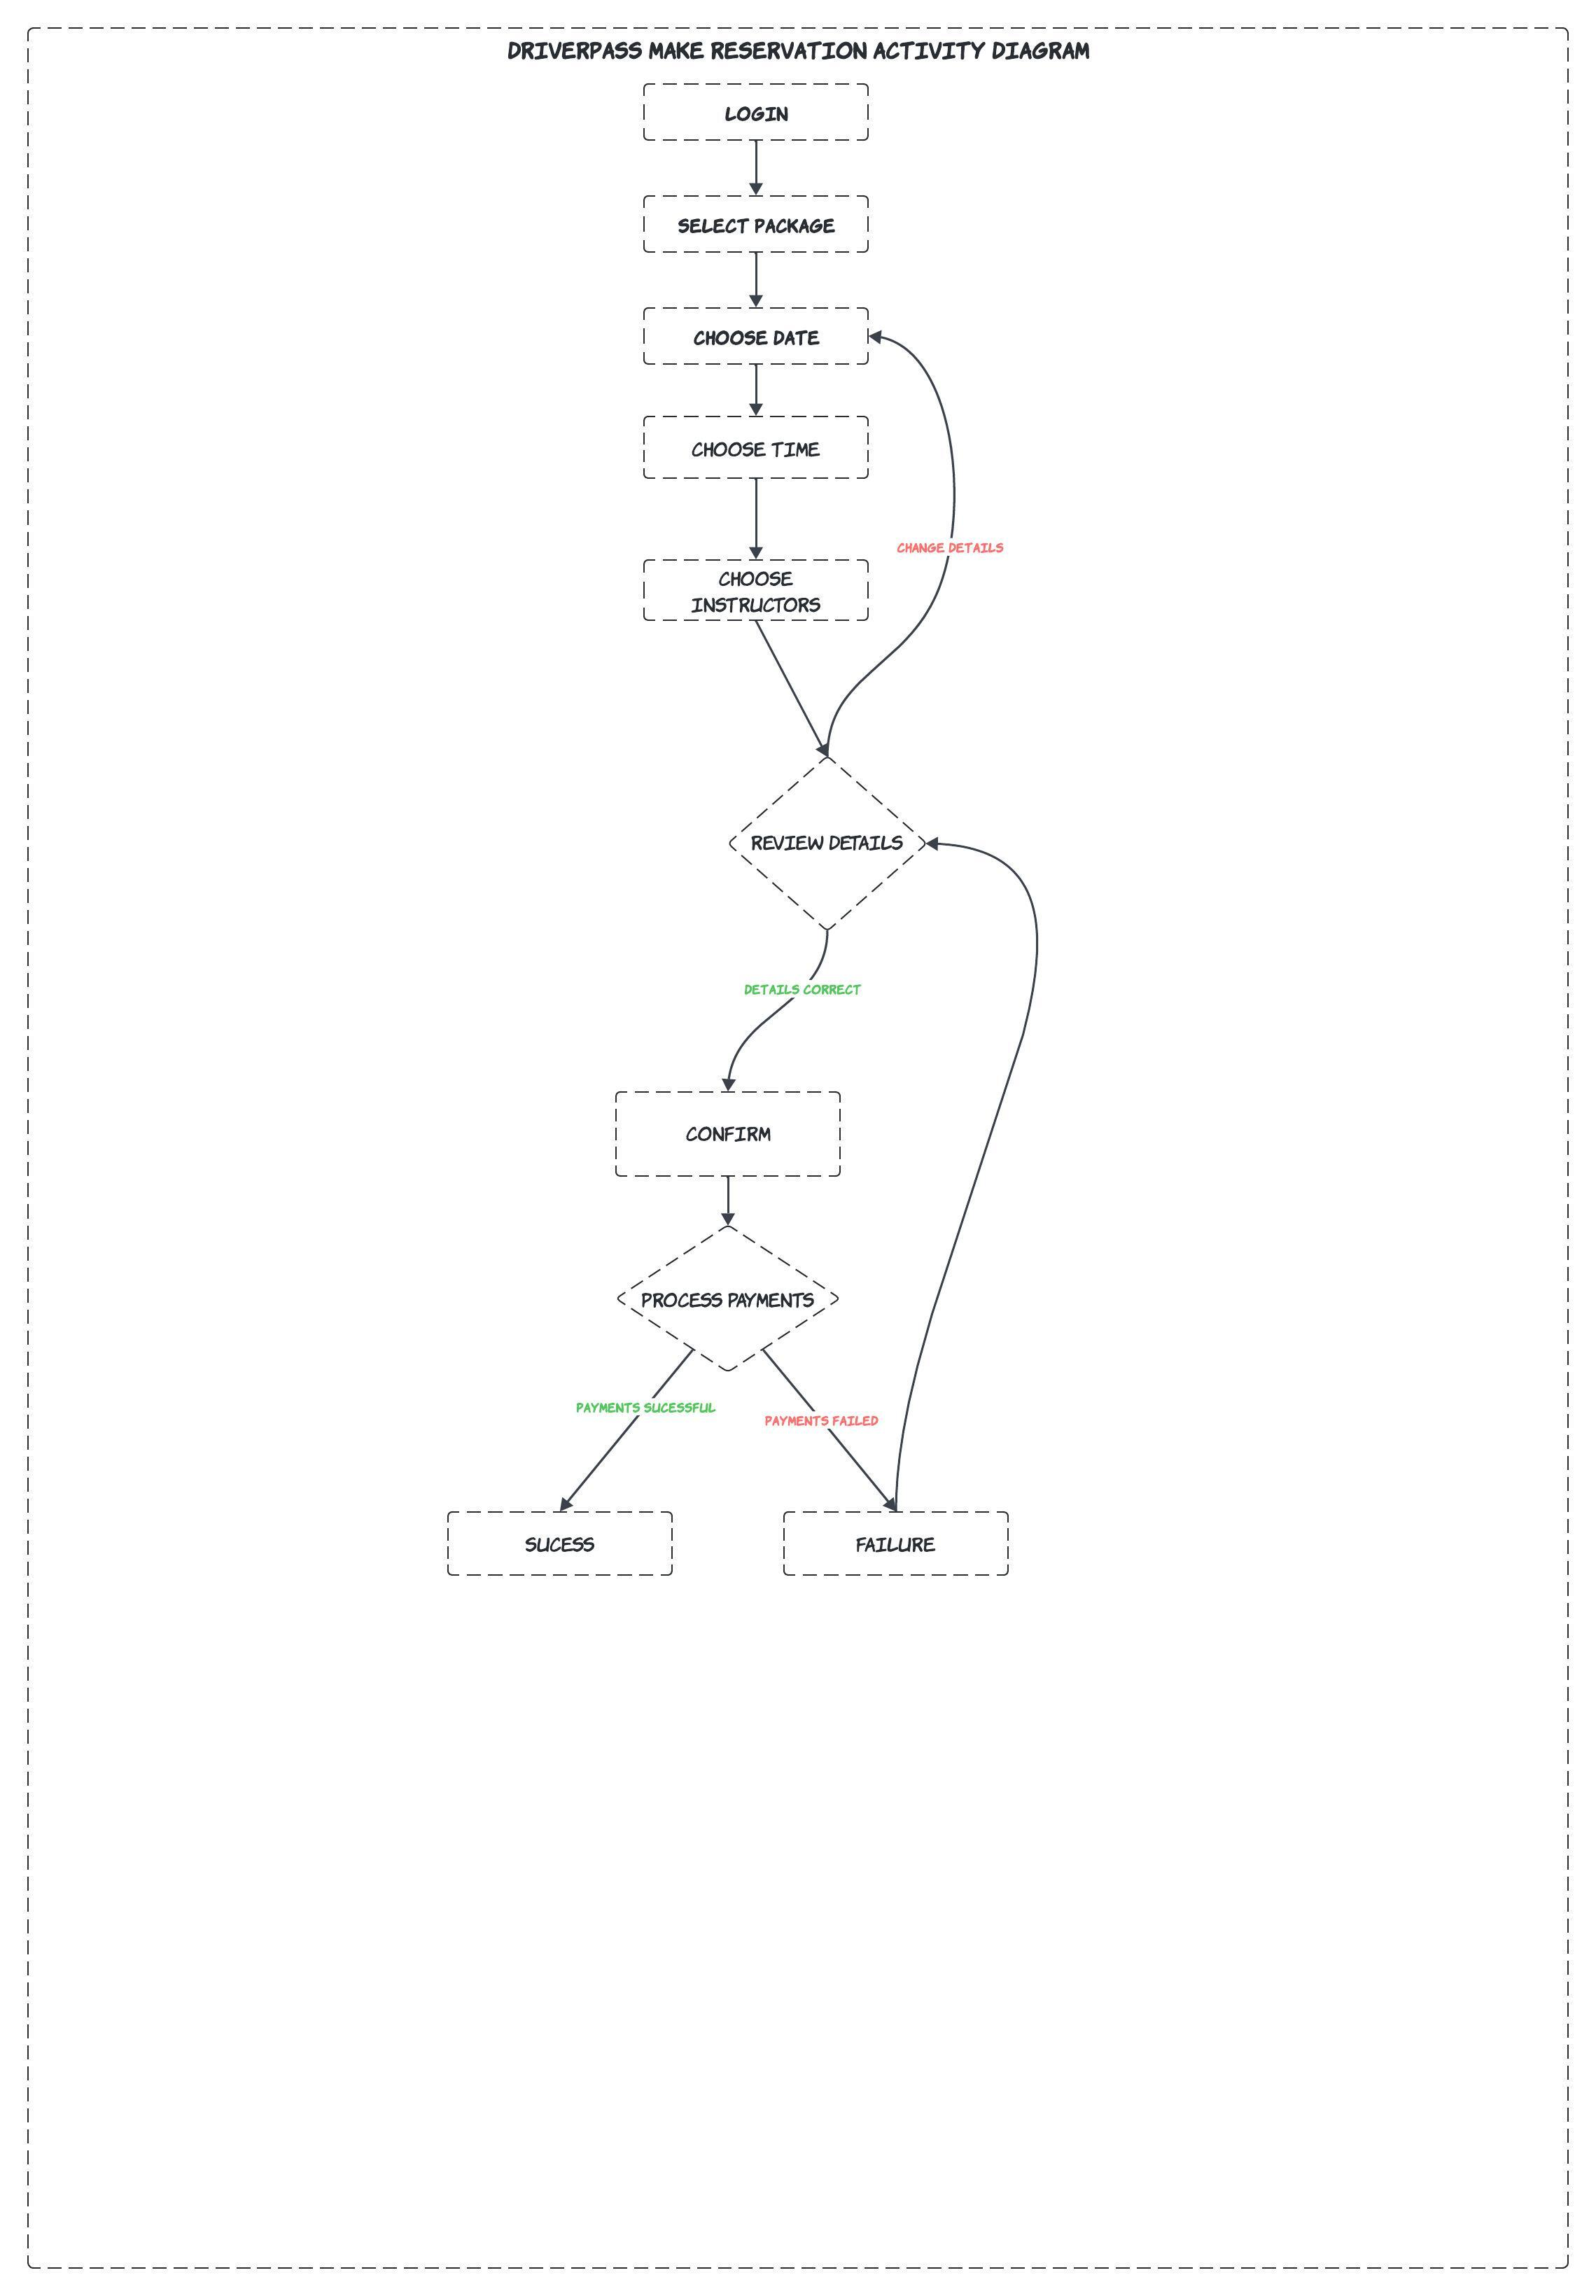 DRIVERPASS MAKE RESERVATION ACTIVITY DIAGRAM
LOGIN
SELECT PACKAGE
CHOOSE DATE
CHOOSE TIME
CHANGE DETAILS
CHOOSE
INSTRUCTORS
REVIEW DETAILS
DETAILS CORRECT
CONFIRM
PROCESS PAYMENTS
PAYMENTS SUCESSFUL
PAYMENTS FAILED
SUCESS
FAILURE